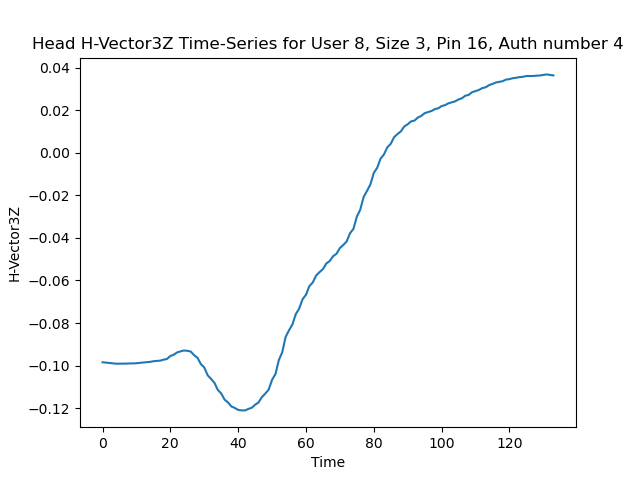 Head H-Vector3Z Time-Series for User 8, Size 3, Pin 16, Auth number 4
0.04
0.02
0.00
−0.02
−0.04
−0.06
−0.08
−0.10
−0.12
H-Vector3Z
0 20 40 60 80 100 120
Time